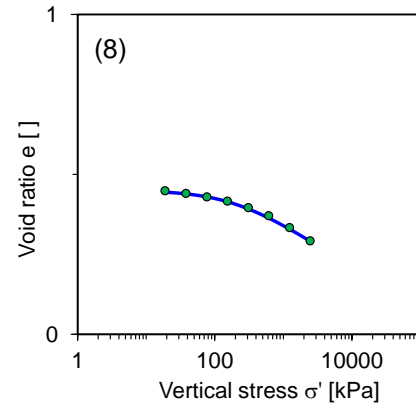 1
(8)
Void ratio e [ ]
0
1 100 10000
Vertical stress σ' [kPa]